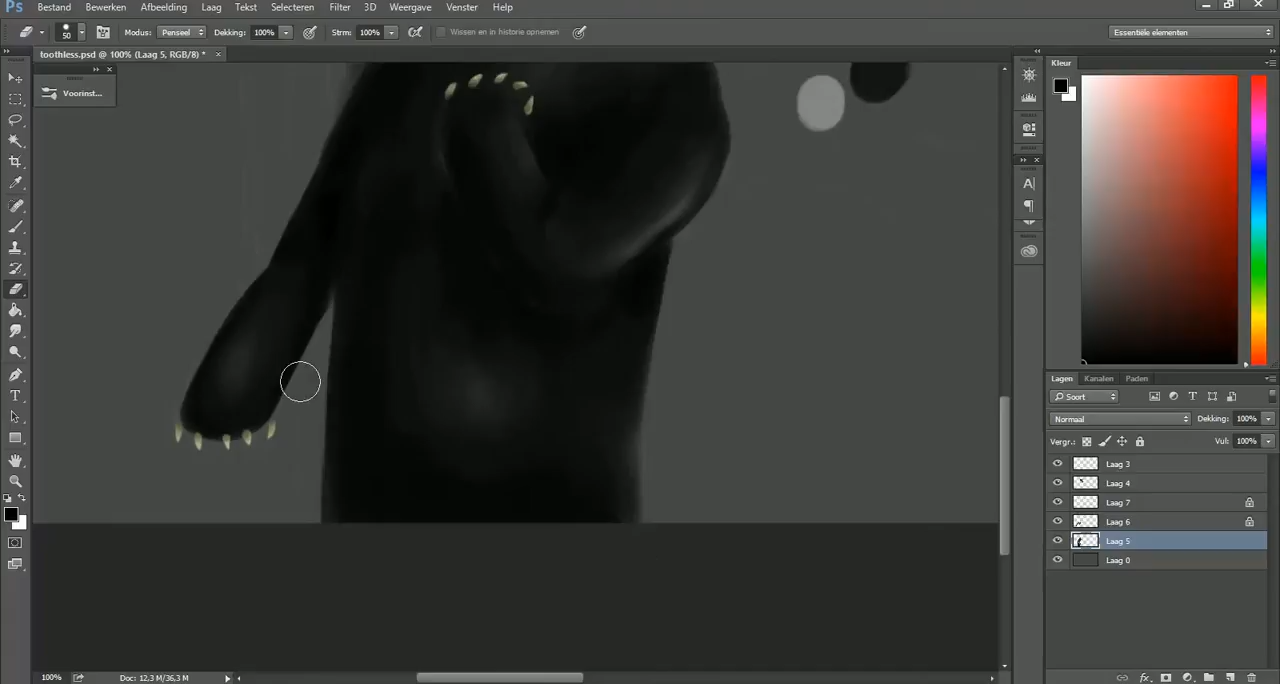 Ps Bestand Bewerken Afbeelding Laag Tekst Selecteren Filter 3D Weergave Venster Help
50 Modus: Penseel Dekking: 100% Strm: 100% Wissen en in historie opnemen Essentiële elementen
toothless.psd @ 100% (Laag 5, RGB/8) * ×
Voorinst...
Kleur
Lagen Kanalen Paden
Soort
Normaal Dekking: 100%
Vergr.: Vul: 100%
Laag 3
Laag 4
Laag 7
Laag 6
Laag 5
Laag 0
100% Doc: 12,3 M/36,3 M